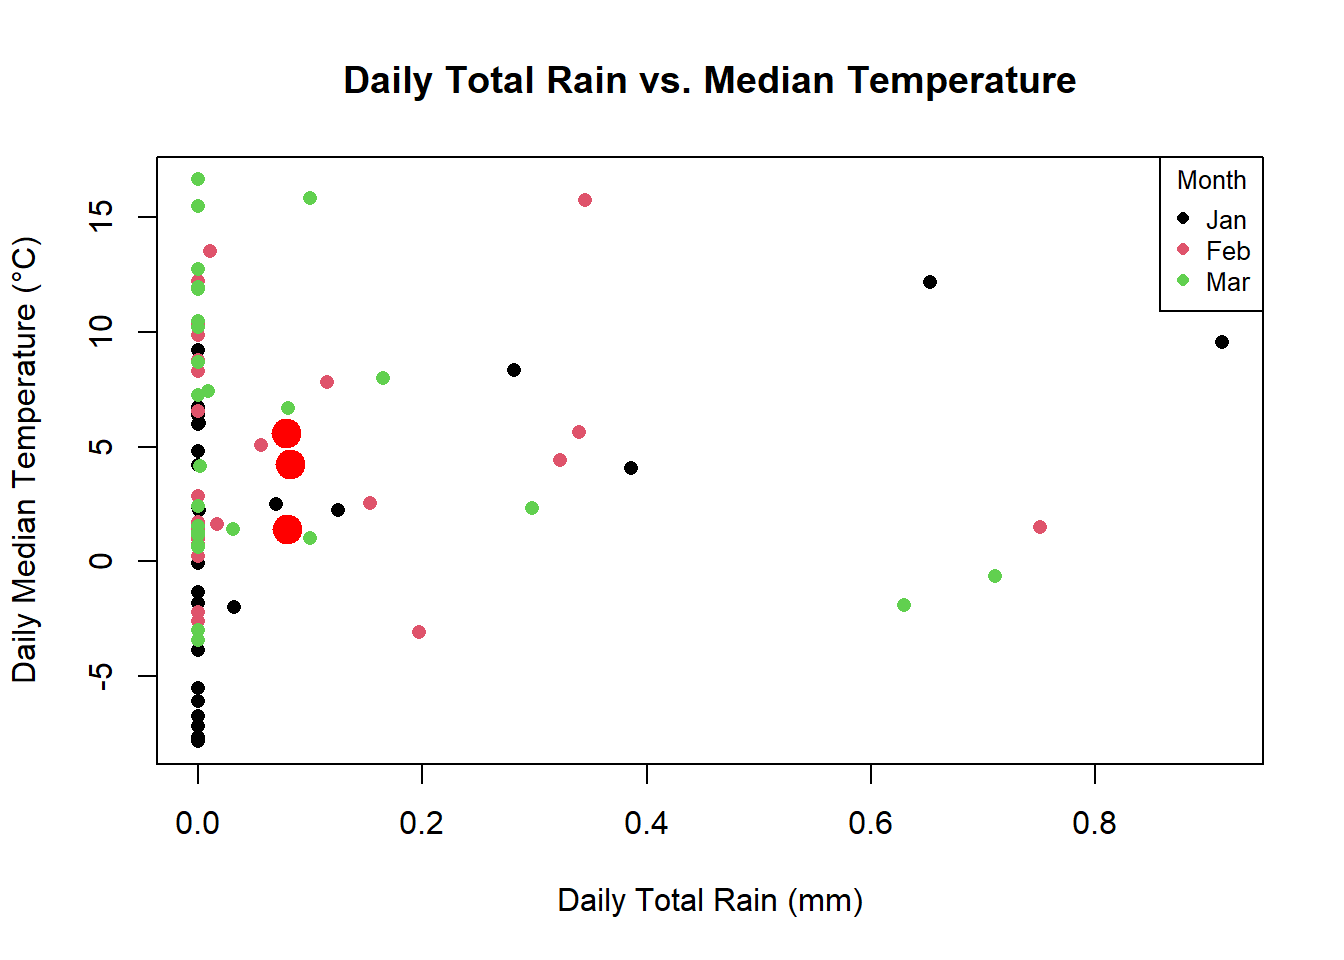 Daily Total Rain vs. Median Temperature
Month
Jan
Feb
Mar
Daily Median Temperature (°C)
15
10
5
0
-5
0.0 0.2 0.4 0.6 0.8
Daily Total Rain (mm)